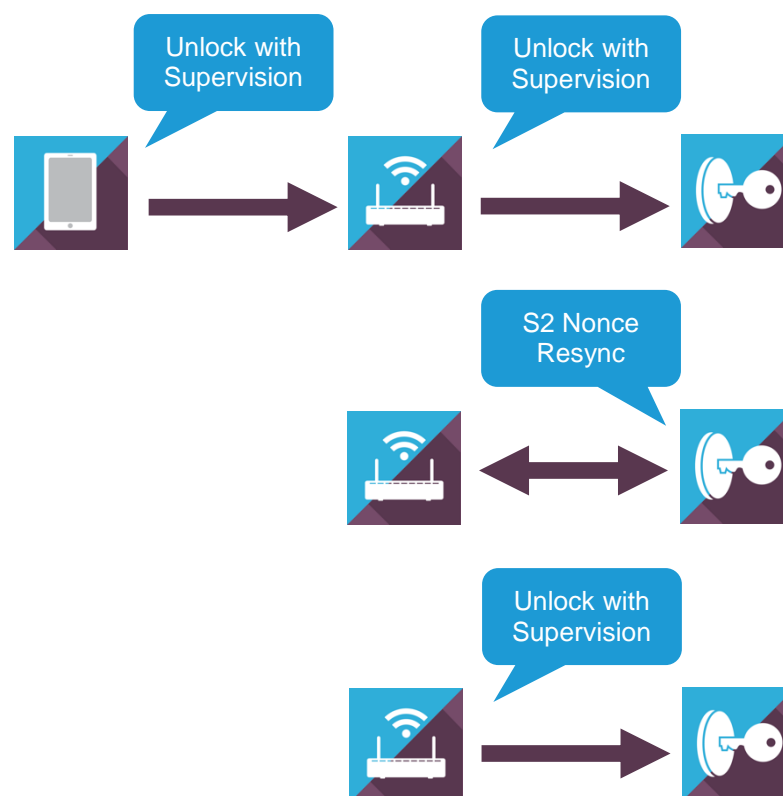 Unlock with
Supervision
Unlock with
Supervision
S2 Nonce
Resync
Unlock with
Supervision